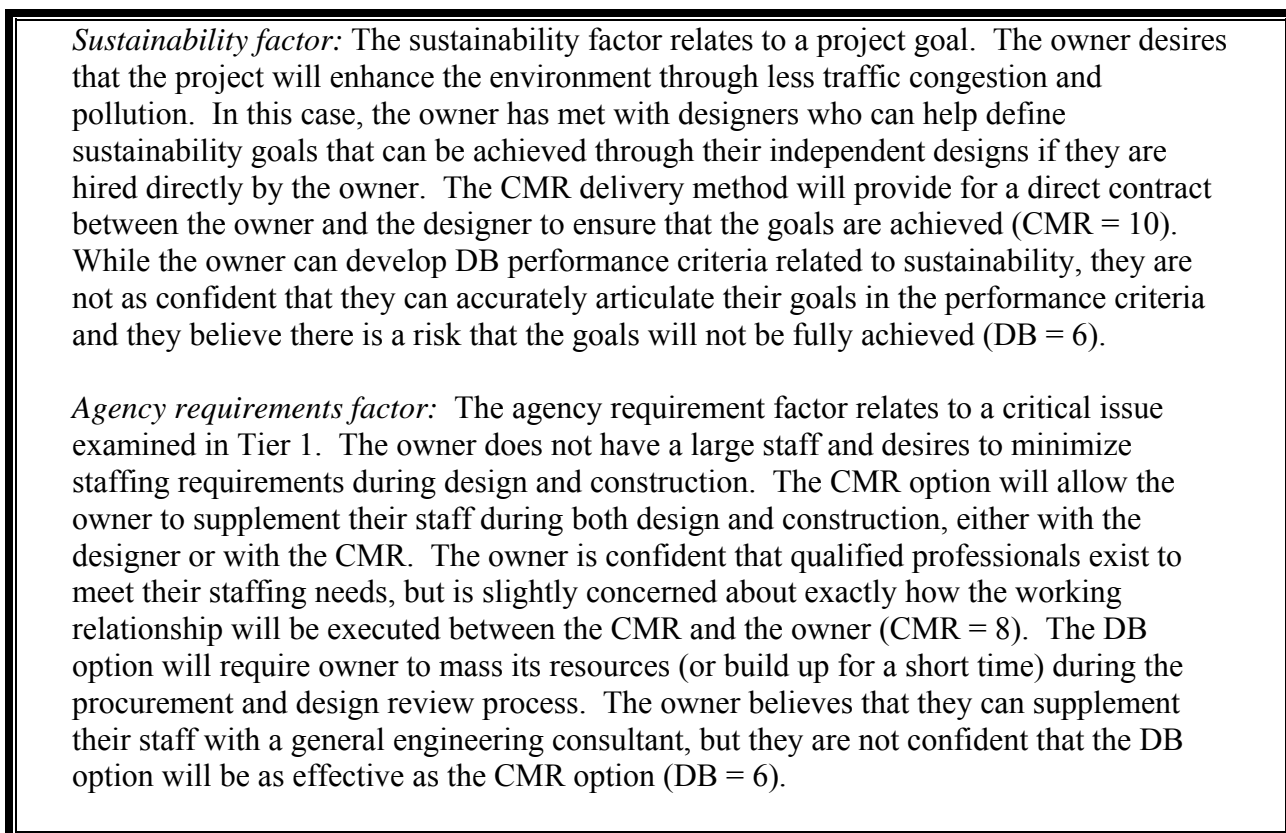 Sustainability factor: The sustainability factor relates to a project goal. The owner desires
that the project will enhance the environment through less traffic congestion and
pollution. In this case, the owner has met with designers who can help define
sustainability goals that can be achieved through their independent designs if they are
hired directly by the owner. The CMR delivery method will provide for a direct contract
between the owner and the designer to ensure that the goals are achieved (CMR = 10).
While the owner can develop DB performance criteria related to sustainability, they are
not as confident that they can accurately articulate their goals in the performance criteria
and they believe there is a risk that the goals will not be fully achieved (DB = 6).
Agency requirements factor: The agency requirement factor relates to a critical issue
examined in Tier 1. The owner does not have a large staff and desires to minimize
staffing requirements during design and construction. The CMR option will allow the
owner to supplement their staff during both design and construction, either with the
designer or with the CMR. The owner is confident that qualified professionals exist to
meet their staffing needs, but is slightly concerned about exactly how the working
relationship will be executed between the CMR and the owner (CMR = 8). The DB
option will require owner to mass its resources (or build up for a short time) during the
procurement and design review process. The owner believes that they can supplement
their staff with a general engineering consultant, but they are not confident that the DB
option will be as effective as the CMR option (DB = 6).